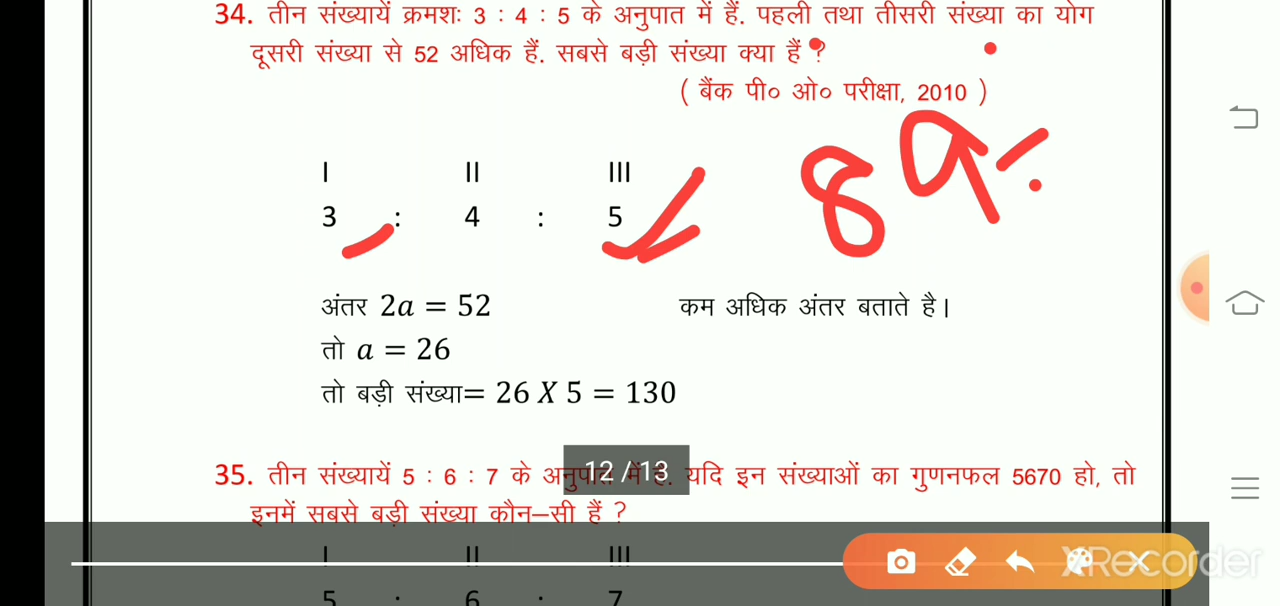 34. तीन संख्यायें क्रमशः 3 : 4 : 5 के अनुपात में हैं. पहली तथा तीसरी संख्या का योग
दूसरी संख्या से 52 अधिक हैं. सबसे बड़ी संख्या क्या हैं ?
( बैंक पी० ओ० परीक्षा, 2010 )
I II III
3 : 4 : 5
अंतर 2a = 52 कम अधिक अंतर बताते है।
तो a = 26
तो बड़ी संख्या= 26 X 5 = 130
35. तीन संख्यायें 5 : 6 : 7 के अनुपात में हैं. यदि इन संख्याओं का गुणनफल 5670 हो, तो
12 / 13
इनमें सबसे बड़ी संख्या कौन–सी हैं ?
I II III
5 : 6 : 7
XRecorder